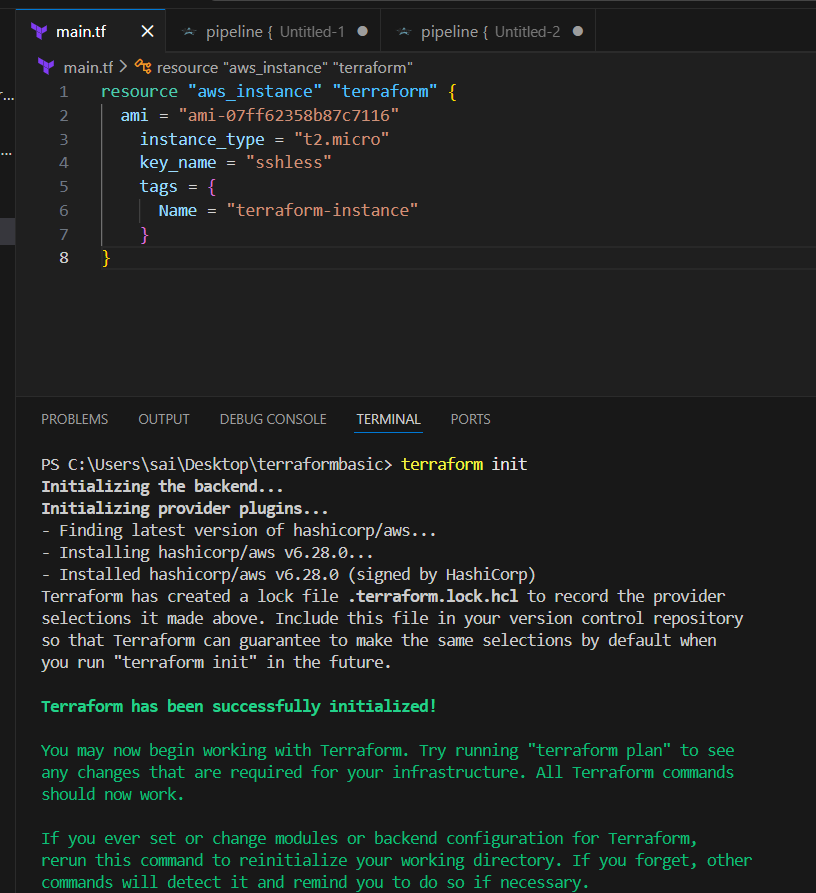 main.tf
pipeline { Untitled-1
pipeline { Untitled-2
main.tf > resource "aws_instance" "terraform"
1 resource "aws_instance" "terraform" {
2 ami = "ami-07ff62358b87c7116"
3 instance_type = "t2.micro"
4 key_name = "sshless"
5 tags = {
6 Name = "terraform-instance"
7 }
8 }
PROBLEMS OUTPUT DEBUG CONSOLE TERMINAL PORTS
PS C:\Users\sai\Desktop\terraformbasic> terraform init
Initializing the backend...
Initializing provider plugins...
- Finding latest version of hashicorp/aws...
- Installing hashicorp/aws v6.28.0...
- Installed hashicorp/aws v6.28.0 (signed by HashiCorp)
Terraform has created a lock file .terraform.lock.hcl to record the provider
selections it made above. Include this file in your version control repository
so that Terraform can guarantee to make the same selections by default when
you run "terraform init" in the future.
Terraform has been successfully initialized!
You may now begin working with Terraform. Try running "terraform plan" to see
any changes that are required for your infrastructure. All Terraform commands
should now work.
If you ever set or change modules or backend configuration for Terraform,
rerun this command to reinitialize your working directory. If you forget, other
commands will detect it and remind you to do so if necessary.